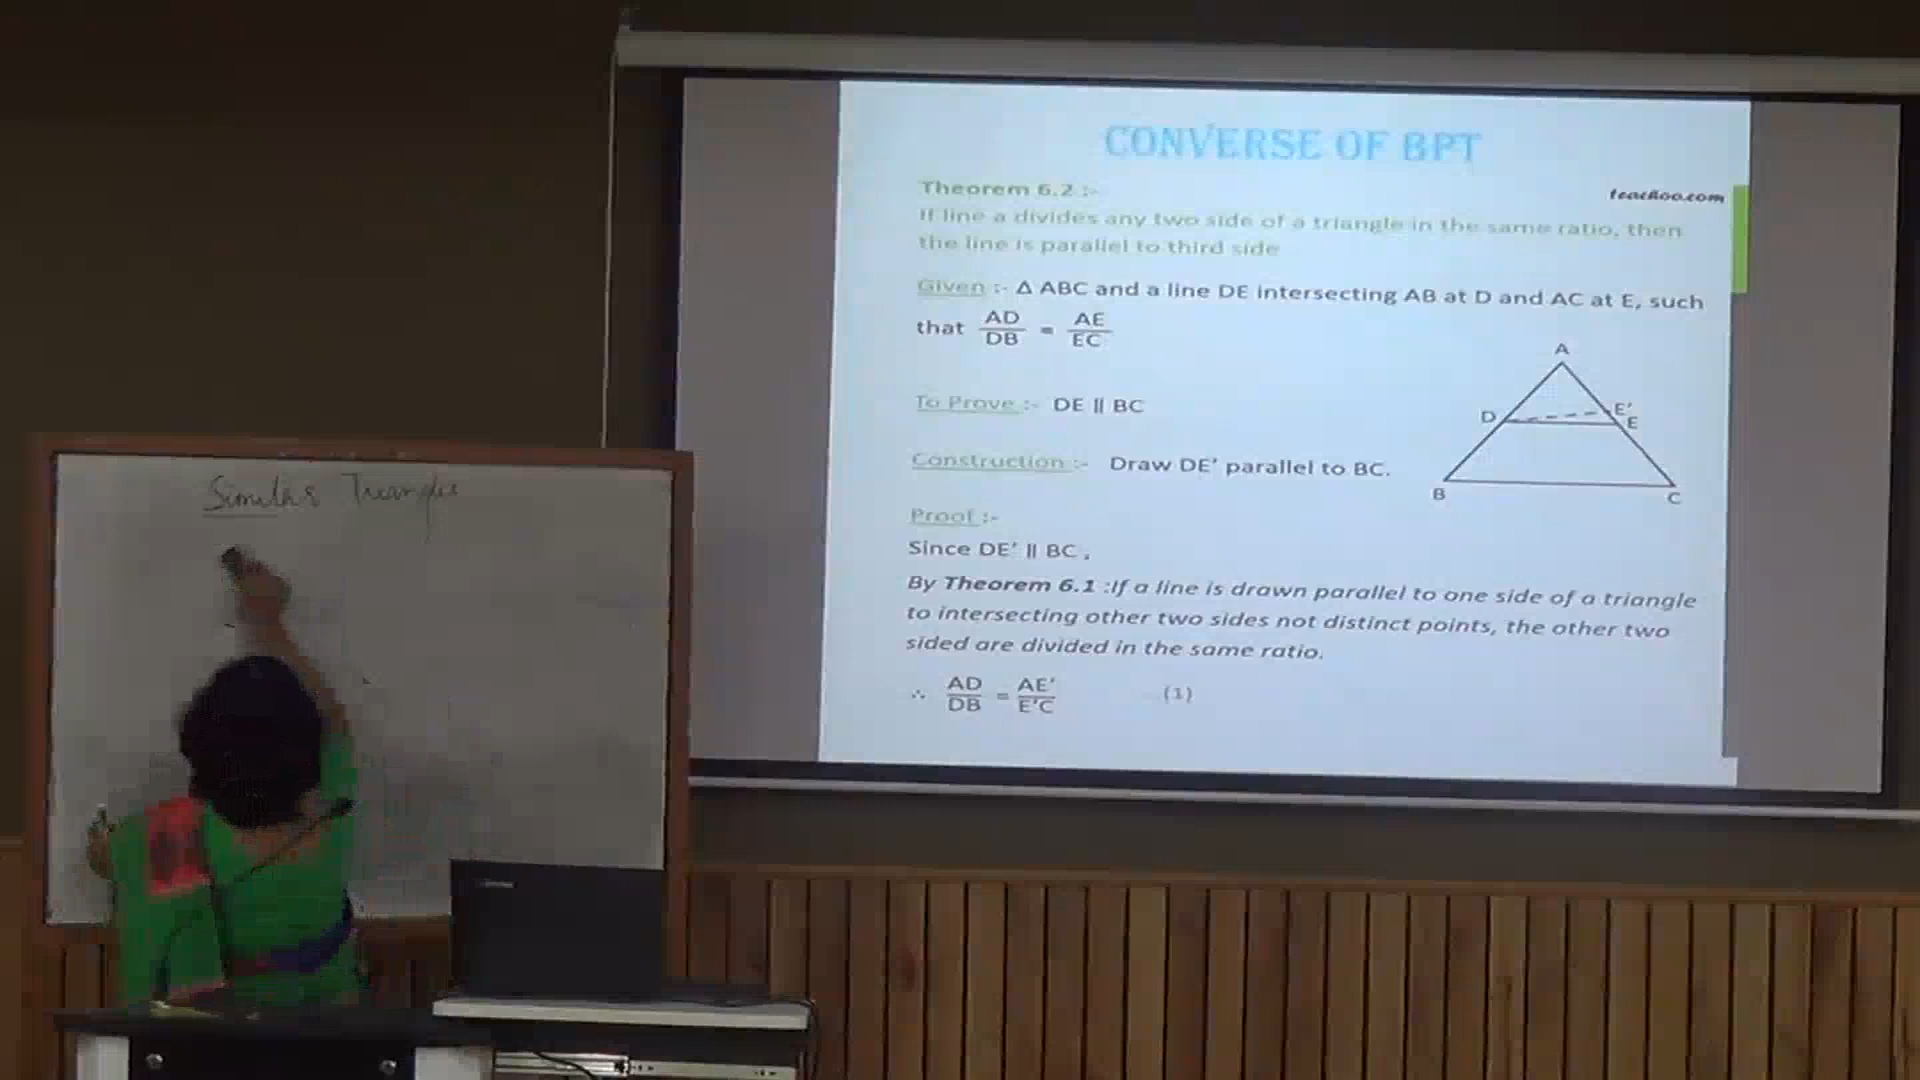 CONVERSE OF BPT
Theorem 6.2 :-
teachoo.com
If line a divides any two side of a triangle in the same ratio, then
the line is parallel to third side
Given :- Δ ABC and a line DE intersecting AB at D and AC at E, such
that AD/DB = AE/EC
A
D
E'
E
B
C
To Prove :- DE || BC
Construction :- Draw DE' parallel to BC.
Proof :-
Since DE' || BC ,
By Theorem 6.1 :If a line is drawn parallel to one side of a triangle
to intersecting other two sides not distinct points, the other two
sided are divided in the same ratio.
∴ AD/DB = AE'/E'C (1)
Similar Triangles